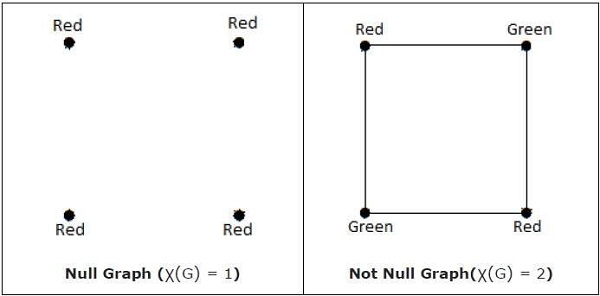 Red Red
Red Red
Null Graph (χ(G) = 1)
Red Green
Green Red
Not Null Graph(χ(G) = 2)